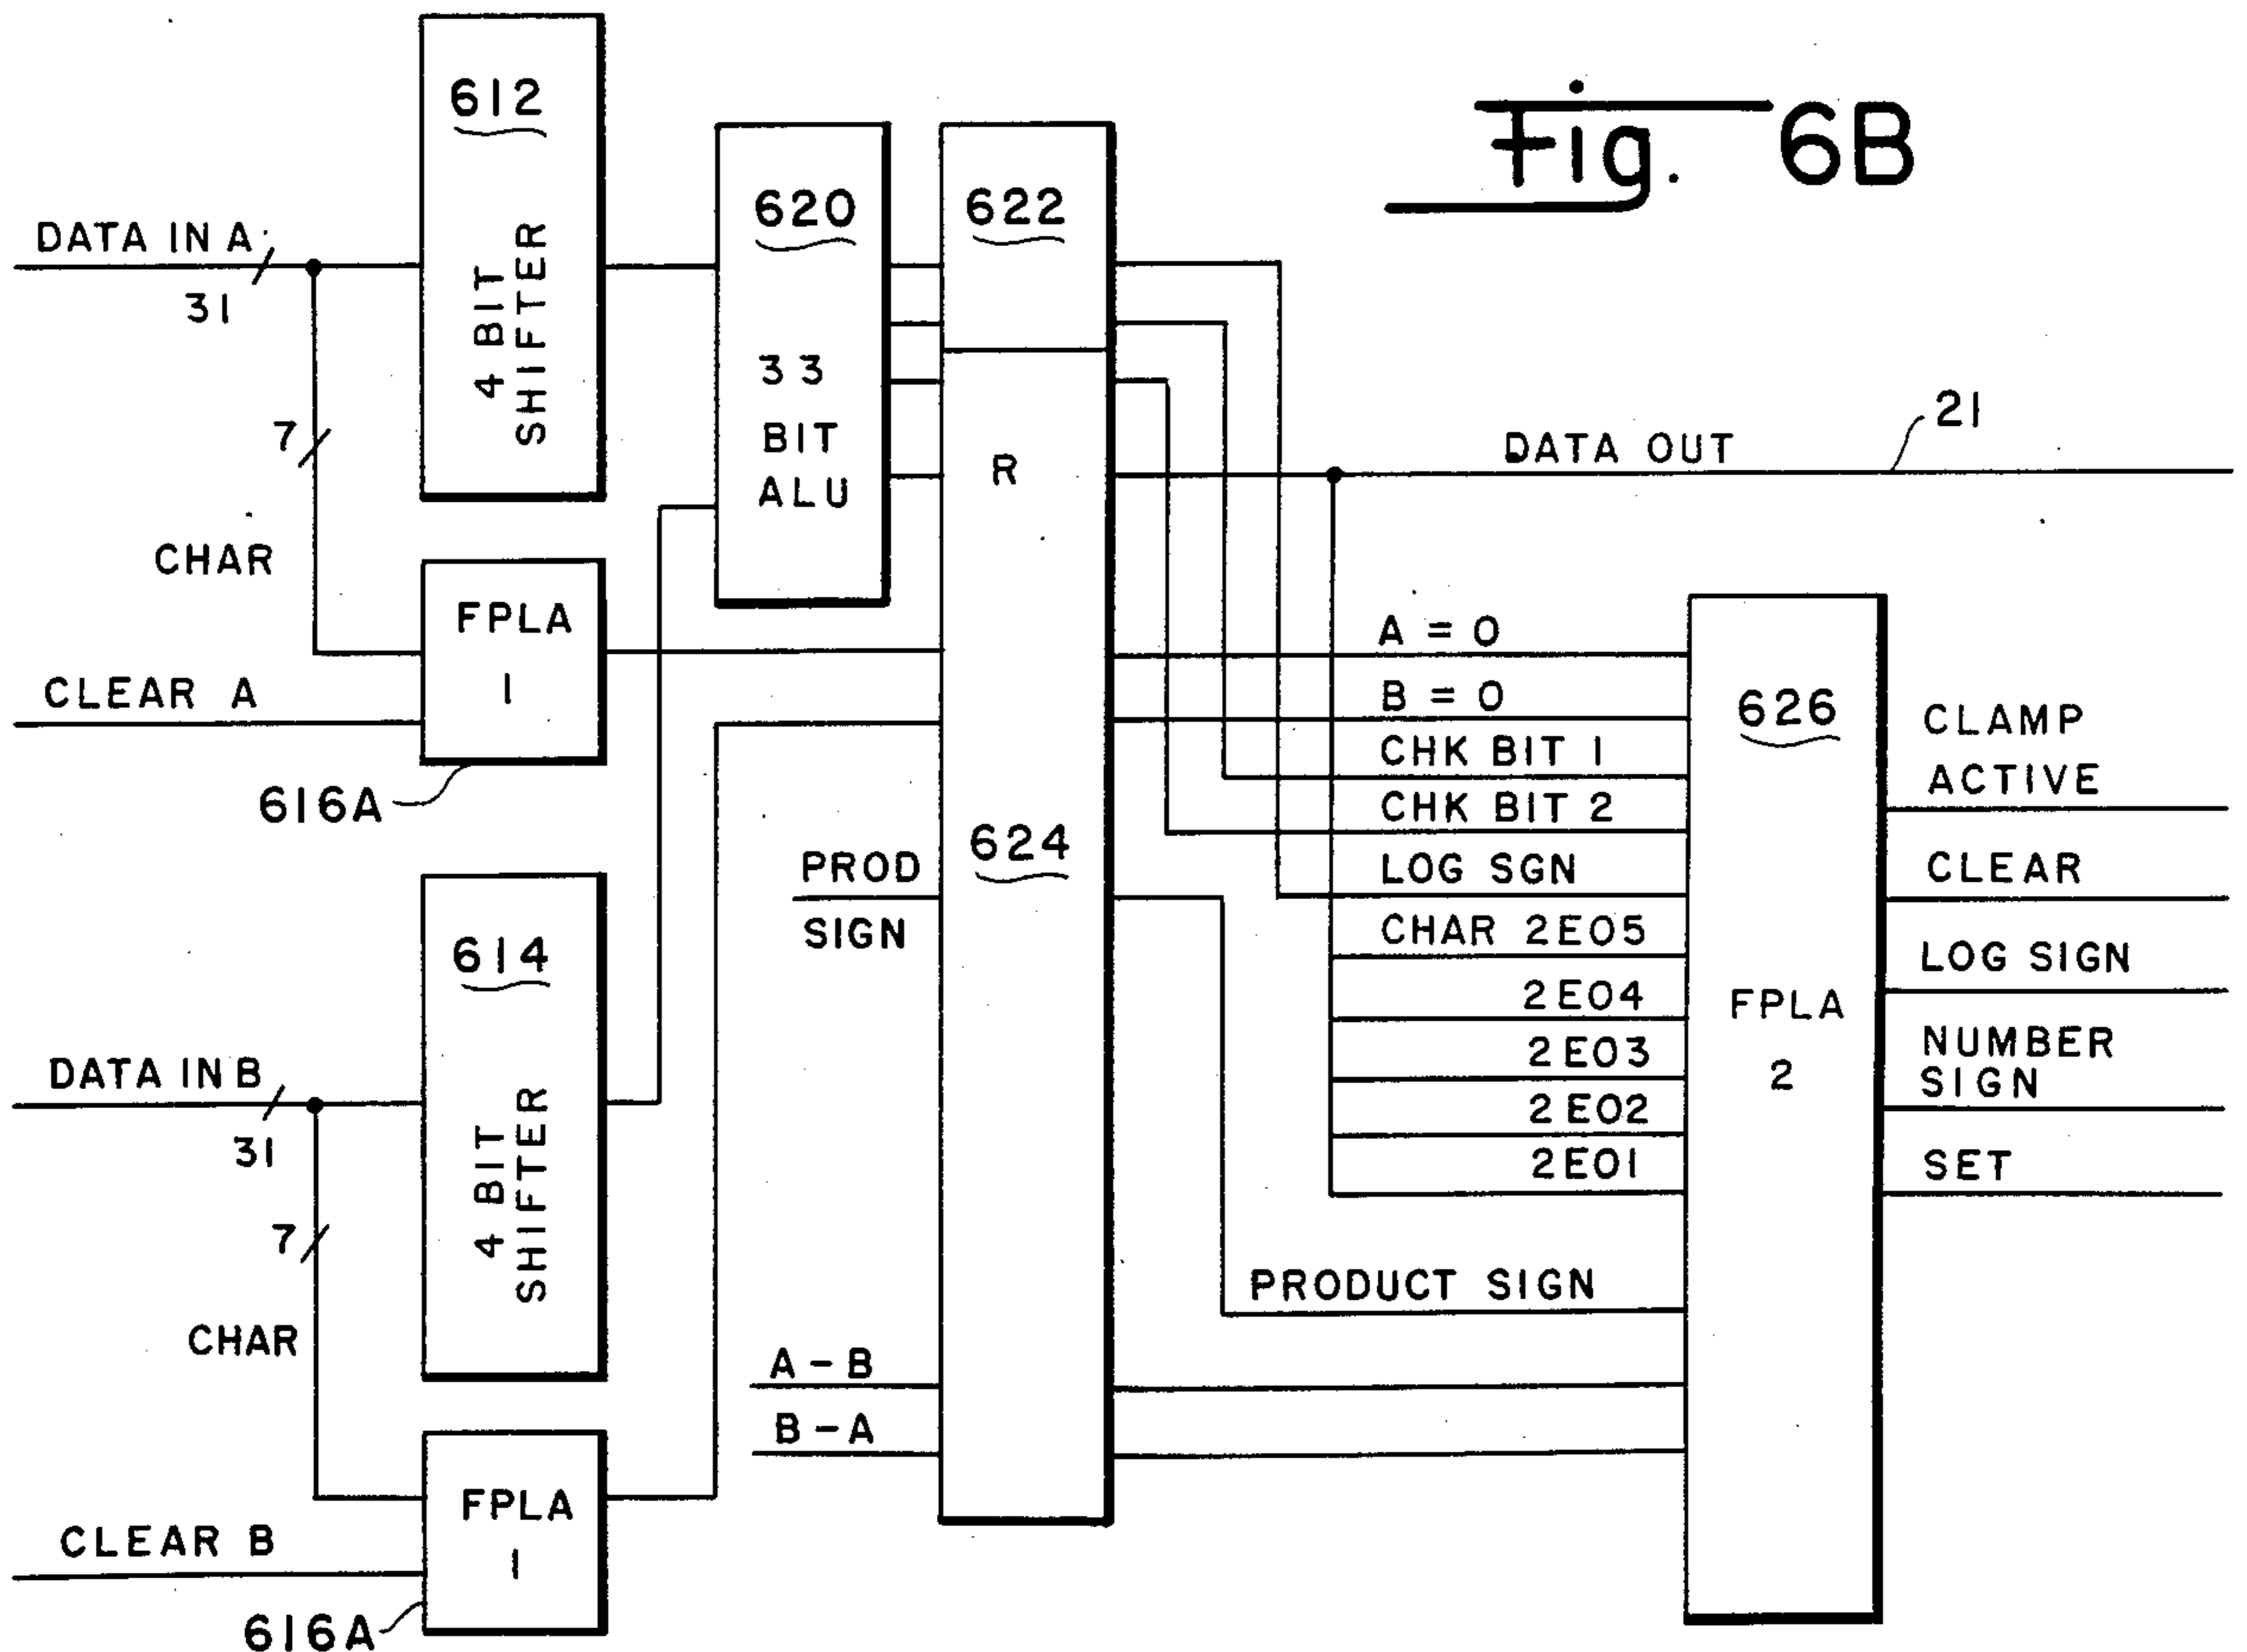 Fig. 6B
612
4 BIT
SHIFTER
620
33
BIT
ALU
622
R
624
DATA IN A
31
7
CHAR
FPLA
1
CLEAR A
616A
614
4 BIT
SHIFTER
DATA IN B
31
7
CHAR
FPLA
1
CLEAR B
616A
PROD
SIGN
A - B
B - A
DATA OUT
21
A = 0
B = 0
CHK BIT 1
CHK BIT 2
LOG SGN
CHAR 2E05
2E04
2E03
2E02
2E01
PRODUCT SIGN
626
FPLA
2
CLAMP
ACTIVE
CLEAR
LOG SIGN
NUMBER
SIGN
SET